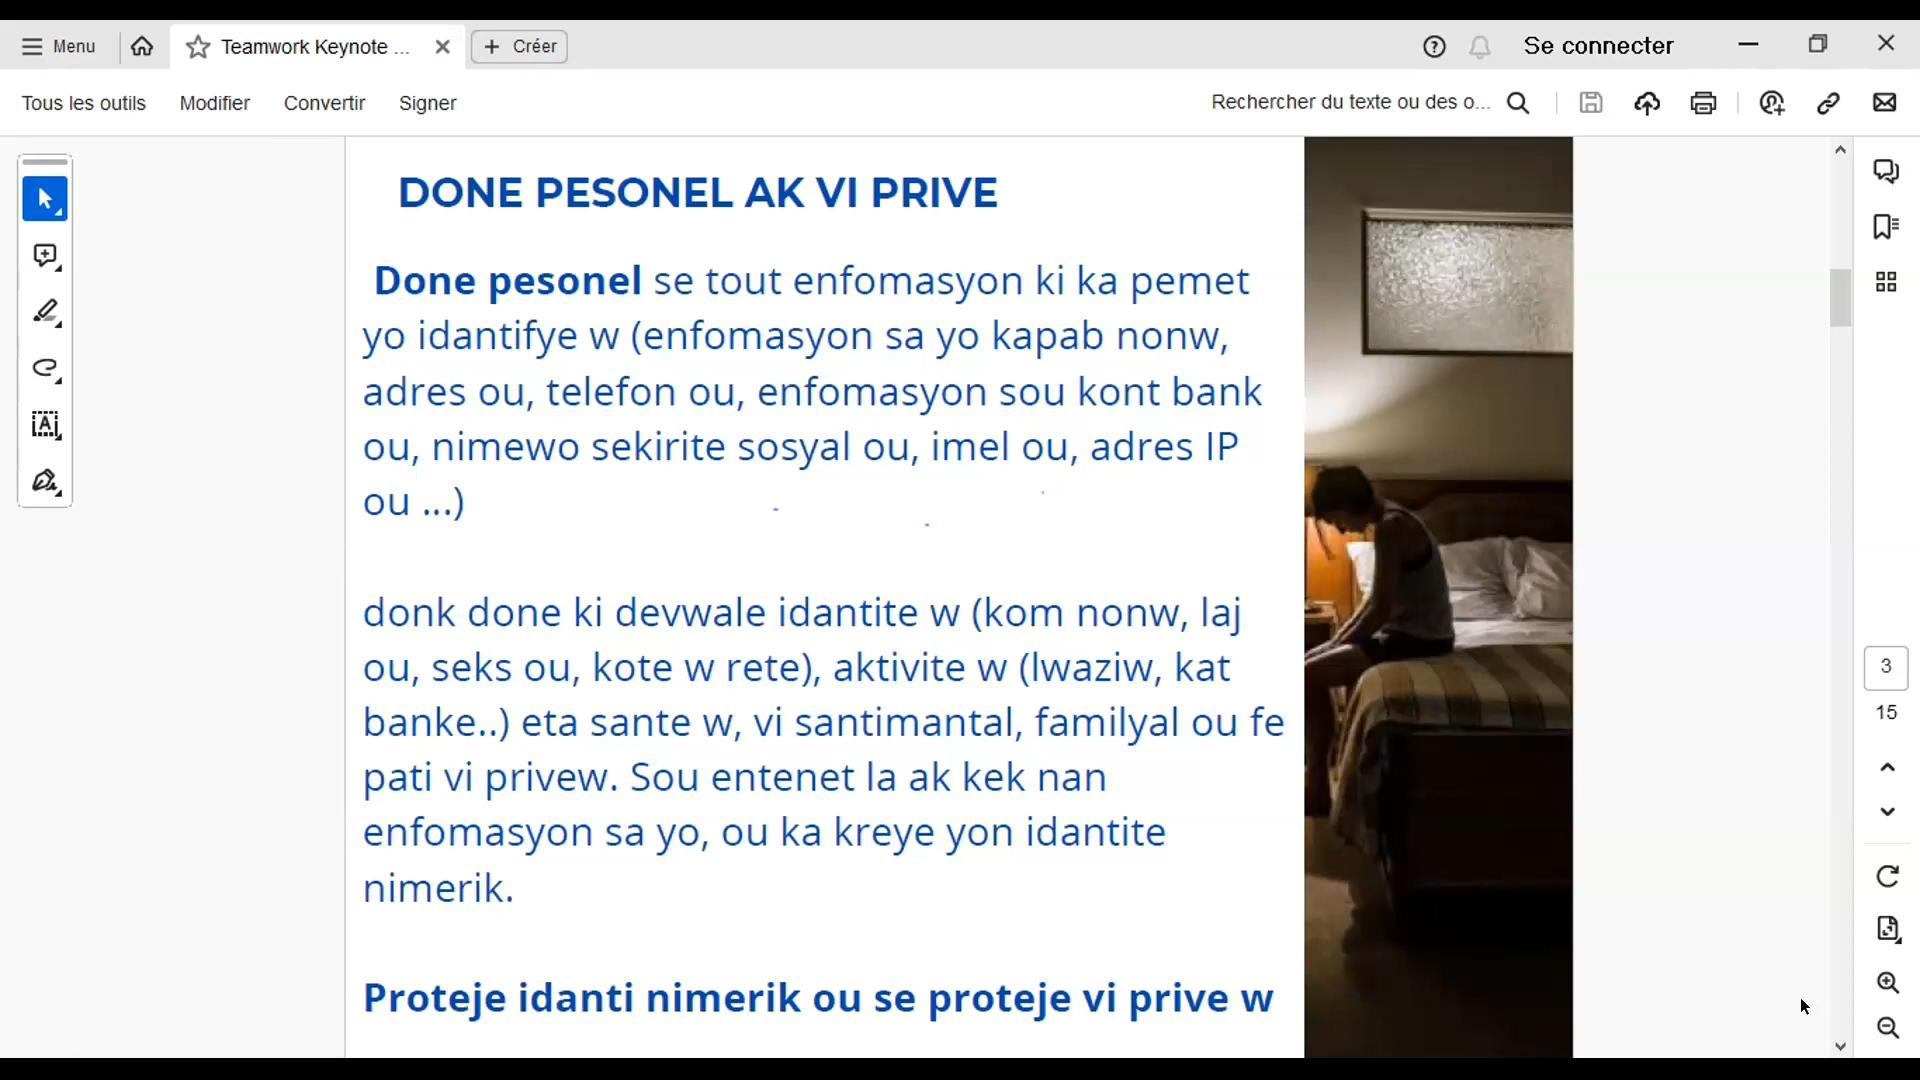 Menu
Teamwork Keynote ...
Créer
Se connecter
Tous les outils
Modifier
Convertir
Signer
Rechercher du texte ou des o...
DONE PESONEL AK VI PRIVE
Done pesonel se tout enfomasyon ki ka pemet
yo idantifye w (enfomasyon sa yo kapab nonw,
adres ou, telefon ou, enfomasyon sou kont bank
ou, nimewo sekirite sosyal ou, imel ou, adres IP
ou ...)
donk done ki devwale idantite w (kom nonw, laj
ou, seks ou, kote w rete), aktivite w (lwaziw, kat
banke..) eta sante w, vi santimantal, familyal ou fe
pati vi privew. Sou entenet la ak kek nan
enfomasyon sa yo, ou ka kreye yon idantite
nimerik.
Proteje idanti nimerik ou se proteje vi prive w
3
15